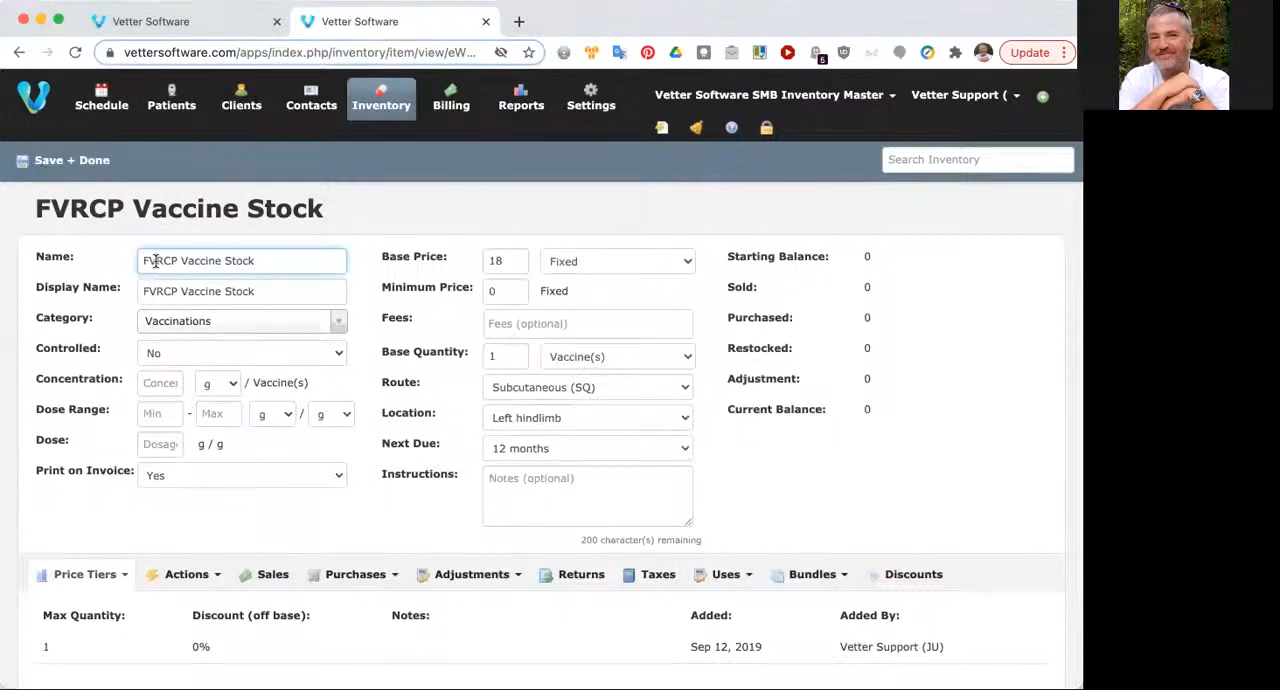 Vetter Software
Vetter Software
vettersoftware.com/apps/index.php/inventory/item/view/eW...
5
Update
Schedule Patients Clients Contacts Inventory Billing Reports Settings
Vetter Software SMB Inventory Master Vetter Support (
Save + Done
Search Inventory
FVRCP Vaccine Stock
Name: FVRCP Vaccine Stock Base Price: 18 Fixed Starting Balance: 0
Display Name: FVRCP Vaccine Stock Minimum Price: 0 Fixed Sold: 0
Category: Vaccinations Fees: Fees (optional) Purchased: 0
Controlled: No Base Quantity: 1 Vaccine(s) Restocked: 0
Concentration: Concer g / Vaccine(s) Route: Subcutaneous (SQ) Adjustment: 0
Dose Range: Min - Max g / g Location: Left hindlimb Current Balance: 0
Dose: Dosag g / g Next Due: 12 months
Print on Invoice: Yes Instructions: Notes (optional)
200 character(s) remaining
Price Tiers Actions Sales Purchases Adjustments Returns Taxes Uses Bundles Discounts
Max Quantity: Discount (off base): Notes: Added: Added By:
1 0% Sep 12, 2019 Vetter Support (JU)